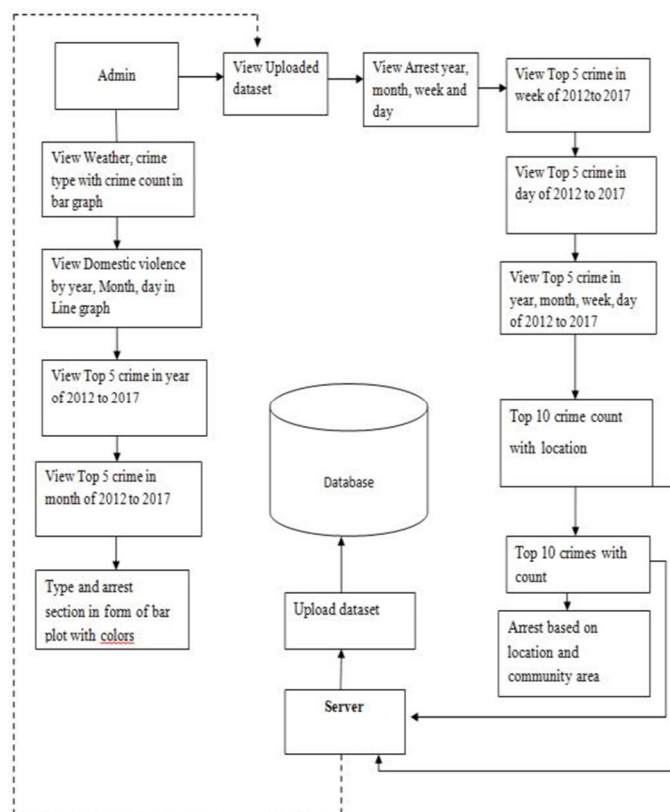 Admin
View Uploaded
dataset
View Arrest year,
month, week and
day
View Top 5 crime in
week of 2012to 2017
View Weather, crime
type with crime count in
bar graph
View Top 5 crime in
day of 2012 to 2017
View Domestic violence
by year, Month, day in
Line graph
View Top 5 crime in
year, month, week, day
of 2012 to 2017
View Top 5 crime in year
of 2012 to 2017
Top 10 crime count
with location
View Top 5 crime in
month of 2012 to 2017
Database
Top 10 crimes with
count
Type and arrest
section in form of bar
plot with colors
Upload dataset
Arrest based on
location and
community area
Server